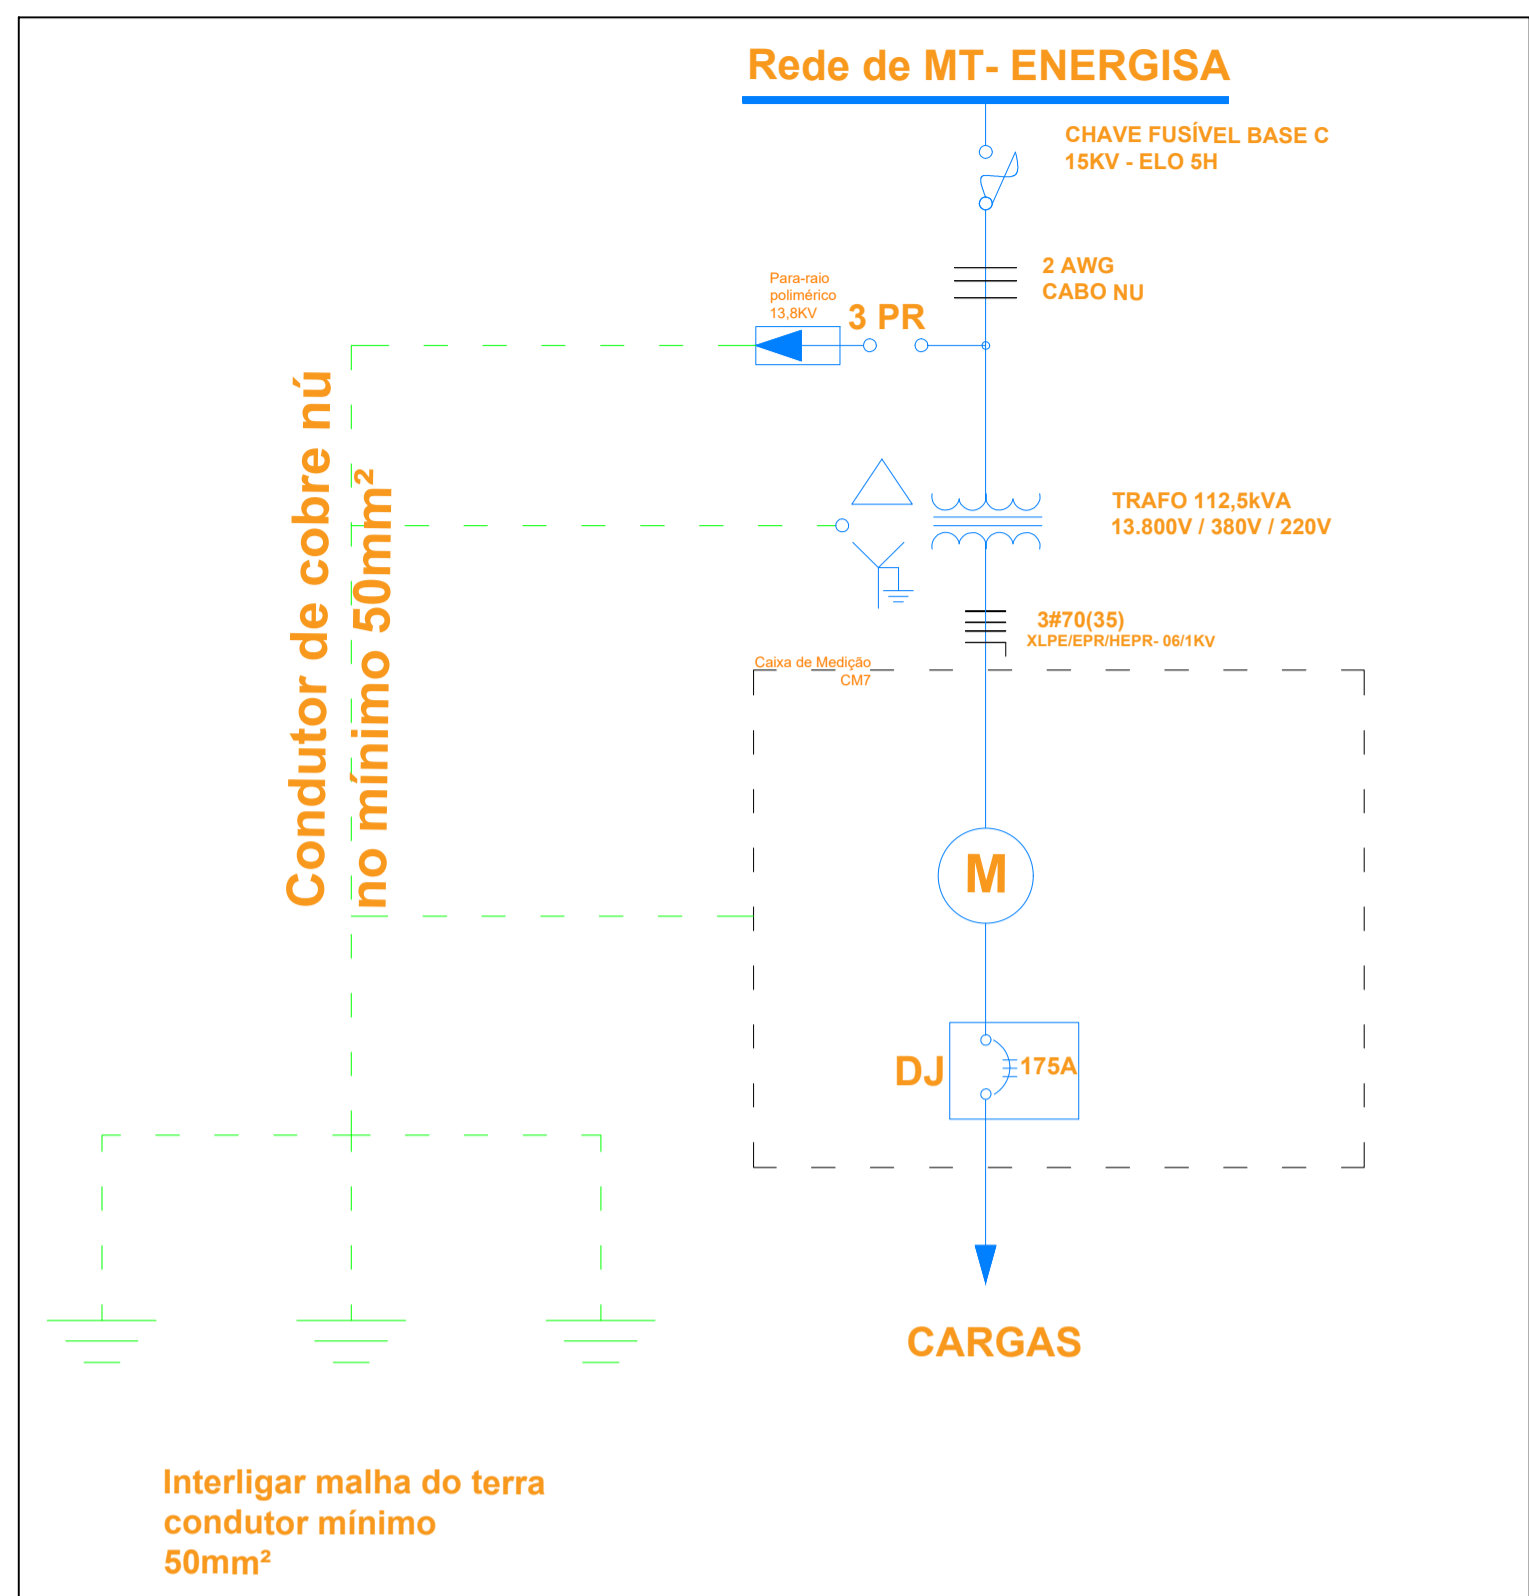 Rede de MT- ENERGISA
CHAVE FUSÍVEL BASE C
15KV - ELO 5H
2 AWG
CABO NU
Para-raio
polimérico
13,8KV
3 PR
Condutor de cobre nú
no mínimo 50mm²
TRAFO 112,5kVA
13.800V / 380V / 220V
3#70(35)
XLPE/EPR/HEPR- 06/1KV
Caixa de Medição
CM7
M
DJ
175A
CARGAS
Interligar malha do terra
condutor mínimo
50mm²